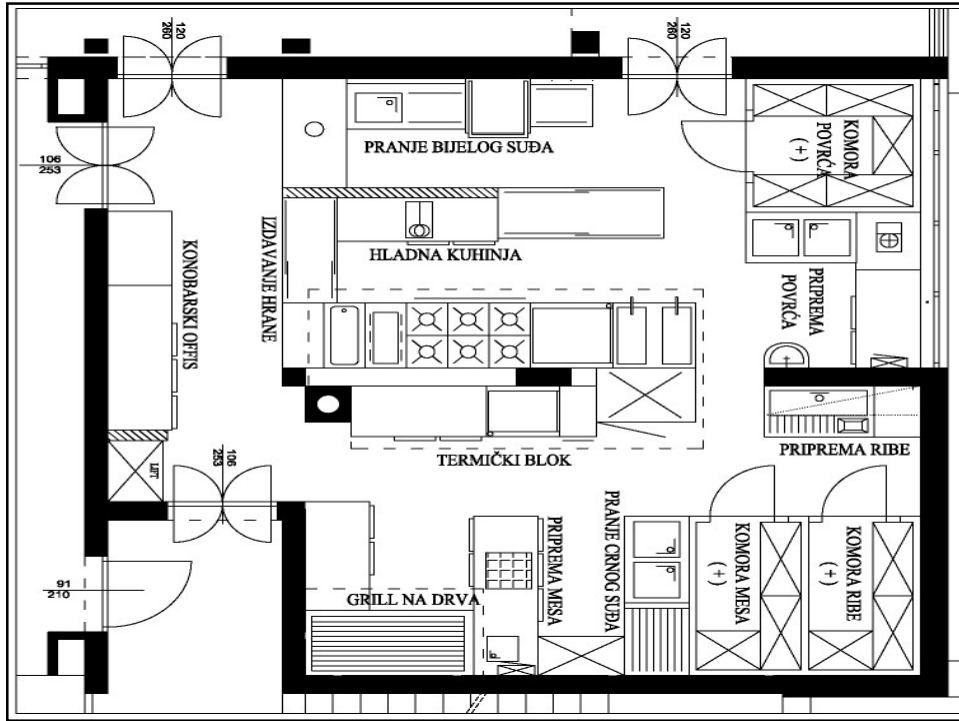 120
260
120
260
106
253
PRANJE BIJELOG SUĐA
KOMORA
POVRĆA
(+)
KONOBARSKI OFFIS
IZDAVANJE HRANE
HLADNA KUHINJA
PRIPREMA
POVRĆA
TERMIČKI BLOK
PRIPREMA RIBE
LIFT
106
253
91
210
GRILL NA DRVA
PRIPREMA MESA
PRANJE CRNOG SUĐA
KOMORA MESA
(+)
KOMORA RIBE
(+)